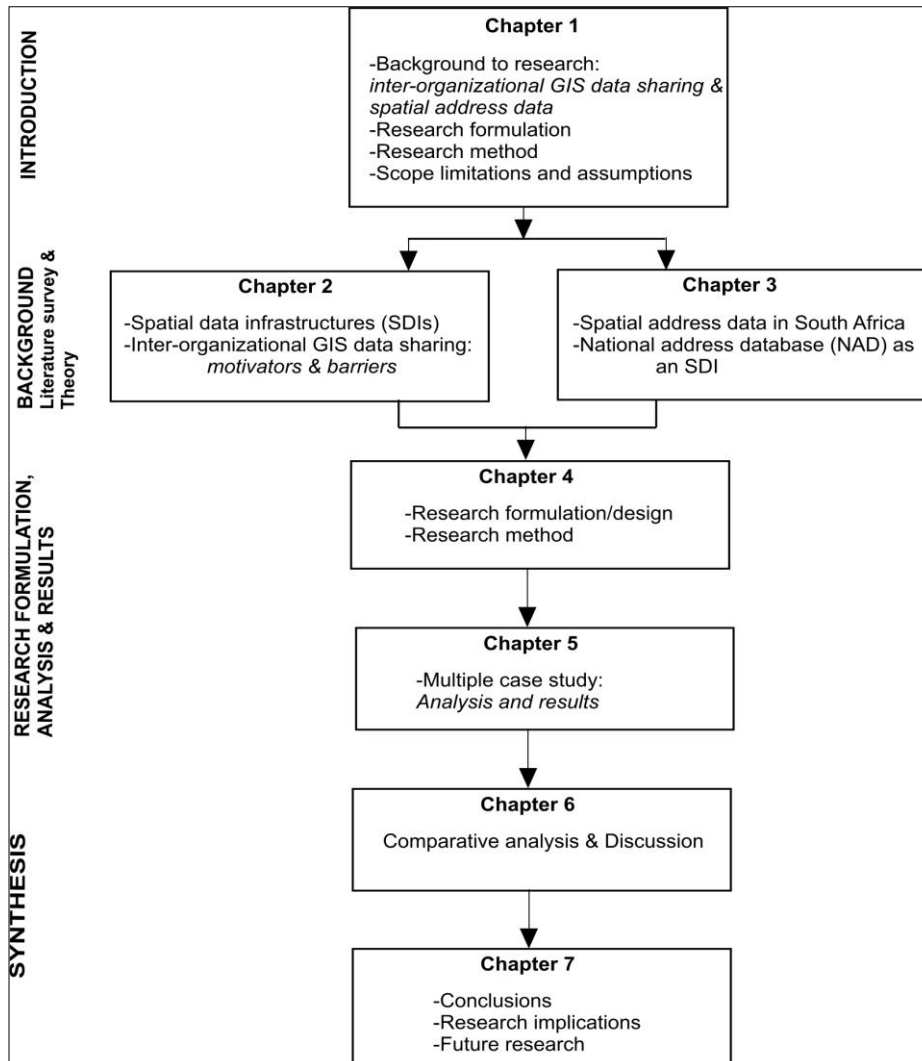 INTRODUCTION
Chapter 1
-Background to research:
inter-organizational GIS data sharing &
spatial address data
-Research formulation
-Research method
-Scope limitations and assumptions
BACKGROUND
Literature survey &
Theory
Chapter 2
-Spatial data infrastructures (SDIs)
-Inter-organizational GIS data sharing:
motivators & barriers
Chapter 3
-Spatial address data in South Africa
-National address database (NAD) as
an SDI
RESEARCH FORMULATION,
ANALYSIS & RESULTS
Chapter 4
-Research formulation/design
-Research method
Chapter 5
-Multiple case study:
Analysis and results
SYNTHESIS
Chapter 6
Comparative analysis & Discussion
Chapter 7
-Conclusions
-Research implications
-Future research